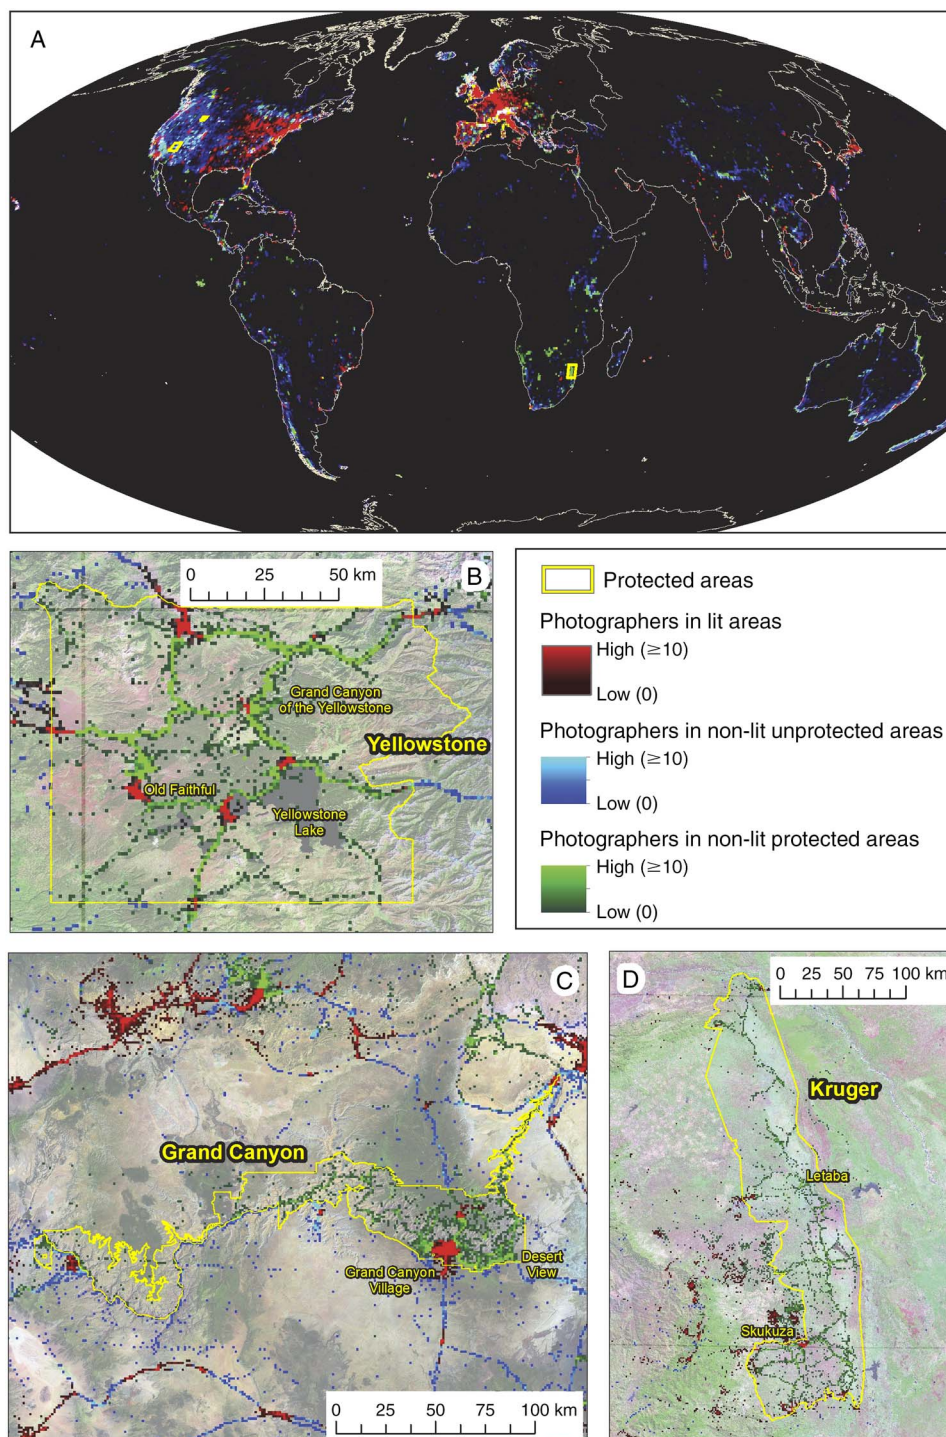 A
B
0 25 50 km
Grand Canyon
of the Yellowstone
Yellowstone
Old Faithful
Yellowstone
Lake
Protected areas
Photographers in lit areas
High (≥10)
Low (0)
Photographers in non-lit unprotected areas
High (≥10)
Low (0)
Photographers in non-lit protected areas
High (≥10)
Low (0)
C
Grand Canyon
Grand Canyon
Village
Desert
View
0 25 50 75 100 km
D
0 25 50 75 100 km
Kruger
Letaba
Skukuza